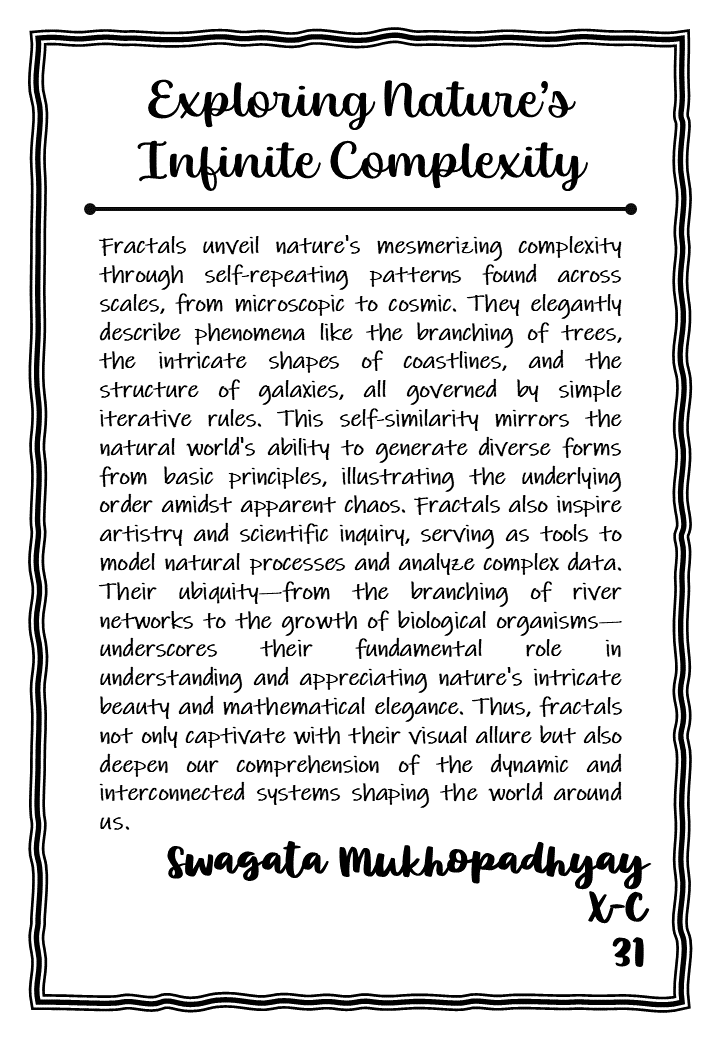 Exploring Nature's
Infinite Complexity
Fractals unveil nature's mesmerizing complexity
through self-repeating patterns found across
scales, from microscopic to cosmic. They elegantly
describe phenomena like the branching of trees,
the intricate shapes of coastlines, and the
structure of galaxies, all governed by simple
iterative rules. This self-similarity mirrors the
natural world's ability to generate diverse forms
from basic principles, illustrating the underlying
order amidst apparent chaos. Fractals also inspire
artistry and scientific inquiry, serving as tools to
model natural processes and analyze complex data.
Their ubiquity—from the branching of river
networks to the growth of biological organisms—
underscores their fundamental role in
understanding and appreciating nature's intricate
beauty and mathematical elegance. Thus, fractals
not only captivate with their visual allure but also
deepen our comprehension of the dynamic and
interconnected systems shaping the world around
us.
Swagata Mukhopadhyay
X-C
31